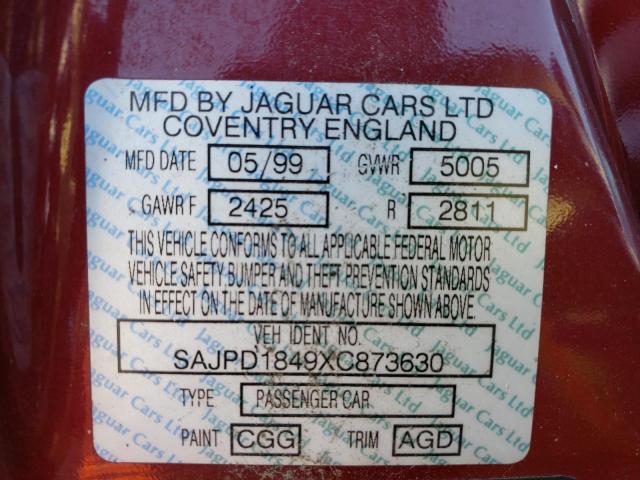 MFD BY JAGUAR CARS LTD
COVENTRY ENGLAND
MFD DATE 05/99 GVWR 5005
GAWR F 2425 R 2811
THIS VEHICLE CONFORMS TO ALL APPLICABLE FEDERAL MOTOR
VEHICLE SAFETY BUMPER AND THEFT PREVENTION STANDARDS
IN EFFECT ON THE DATE OF MANUFACTURE SHOWN ABOVE.
VEH IDENT NO.
SAJPD1849XC873630
TYPE PASSENGER CAR
PAINT CGG TRIM AGD